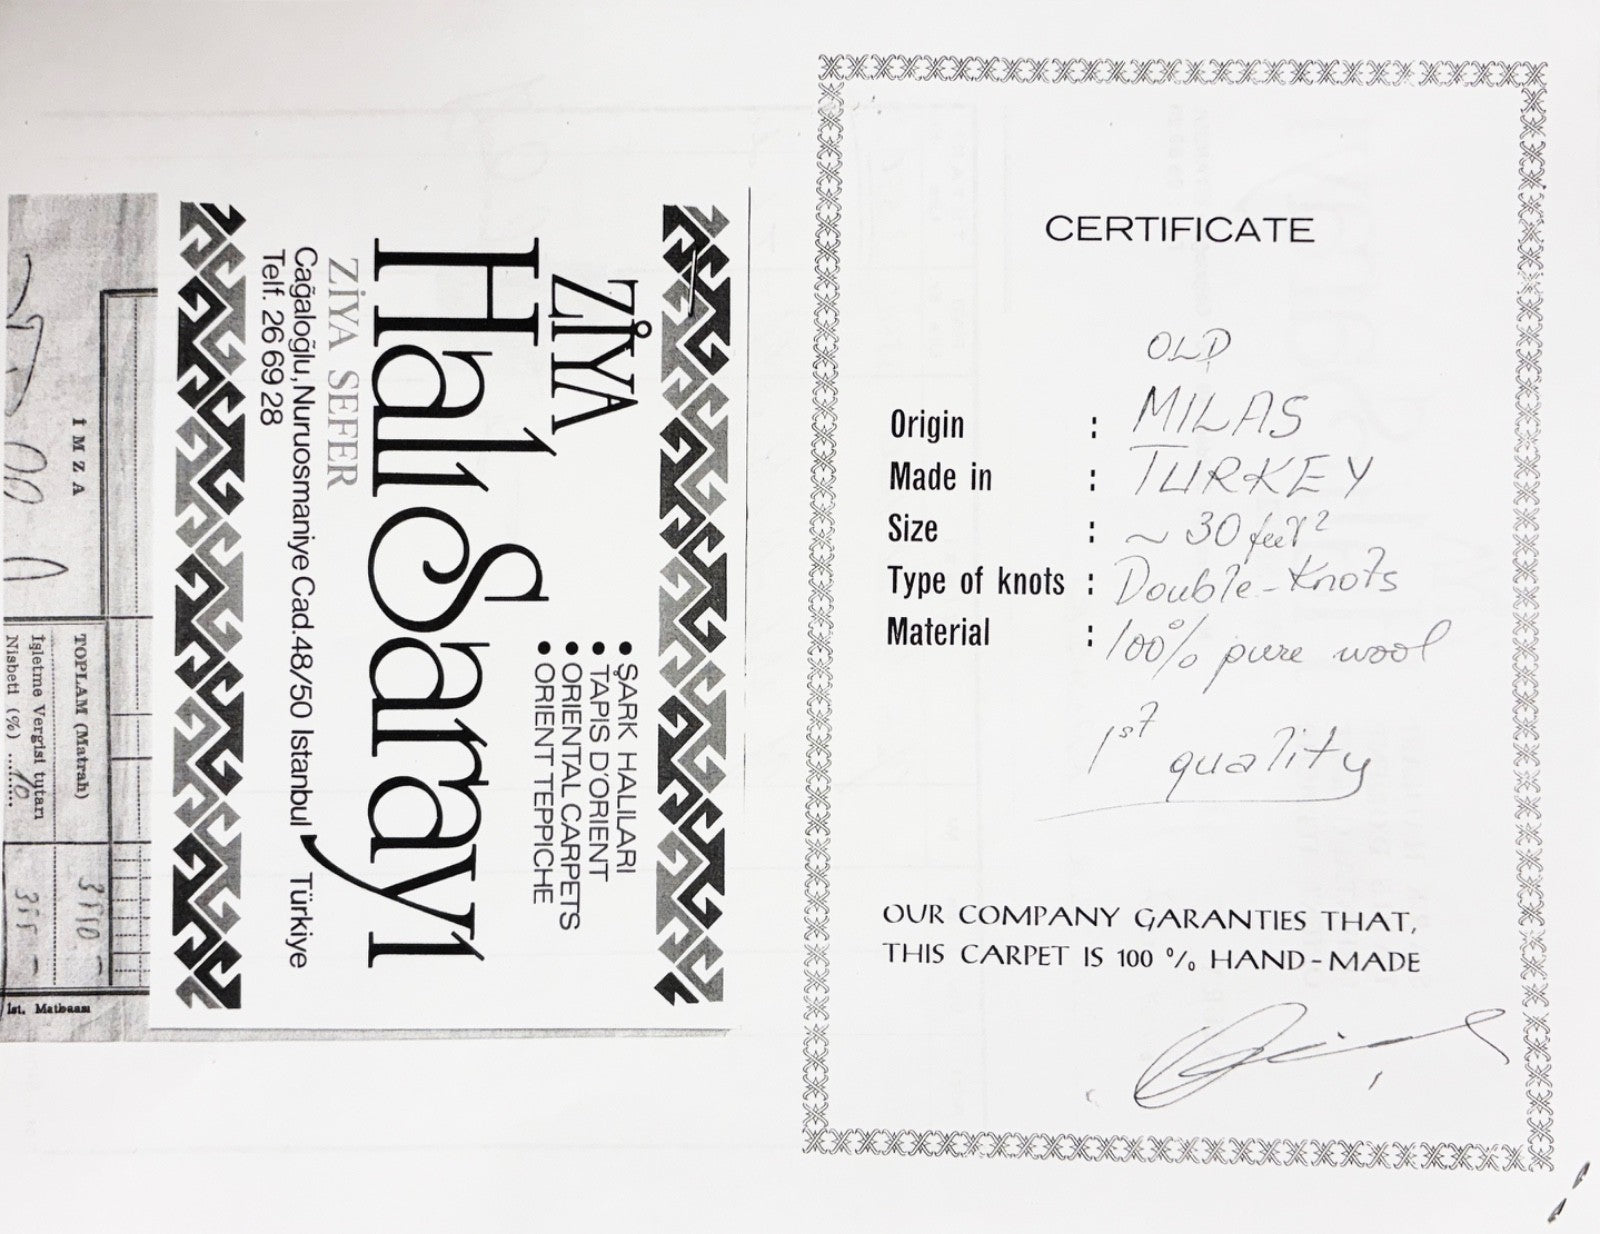 İMZA
TOPLAM (Matrah)
İşletme Vergisi tutarı
Nisbeti (%) ........10........
İst. Matbaası
ZİYA
Halı Sarayı
• ŞARK HALILARI
• TAPIS D'ORIENT
• ORIENTAL CARPETS
• ORIENT TEPPICHE
ZİYA SEFER
Cağaloğlu, Nuruosmaniye Cad. 48/50 Istanbul Türkiye
Telf. 26 69 28
CERTIFICATE
OLD
Origin : MILAS
Made in : TURKEY
Size : ~ 30 feet²
Type of knots : Double-Knots
Material : 100% pure wool
1st quality
OUR COMPANY GARANTIES THAT,
THIS CARPET IS 100 % HAND-MADE